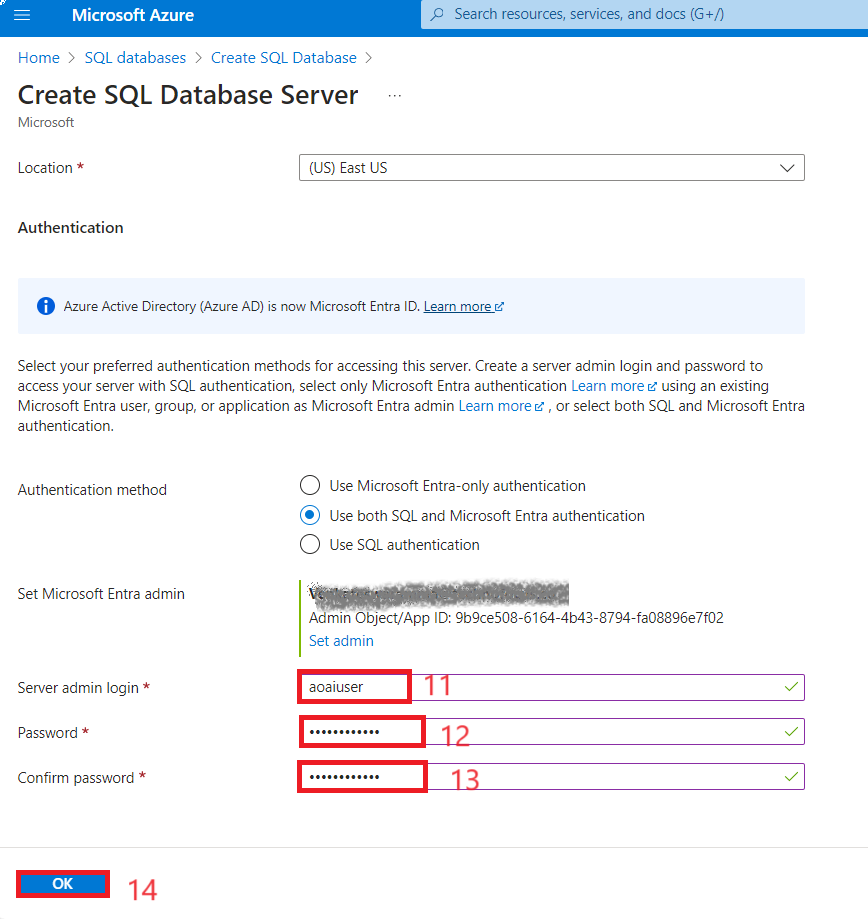 Microsoft Azure
Search resources, services, and docs (G+/)
Home > SQL databases > Create SQL Database >
Create SQL Database Server ...
Microsoft
Location *
(US) East US
Authentication
Azure Active Directory (Azure AD) is now Microsoft Entra ID. Learn more
Select your preferred authentication methods for accessing this server. Create a server admin login and password to
access your server with SQL authentication, select only Microsoft Entra authentication Learn more using an existing
Microsoft Entra user, group, or application as Microsoft Entra admin Learn more , or select both SQL and Microsoft Entra
authentication.
Authentication method
Use Microsoft Entra-only authentication
Use both SQL and Microsoft Entra authentication
Use SQL authentication
Set Microsoft Entra admin
Admin Object/App ID: 9b9ce508-6164-4b43-8794-fa08896e7f02
Set admin
Server admin login *
aoaiuser 11
Password *
•••••••••••• 12
Confirm password *
•••••••••••• 13
OK 14